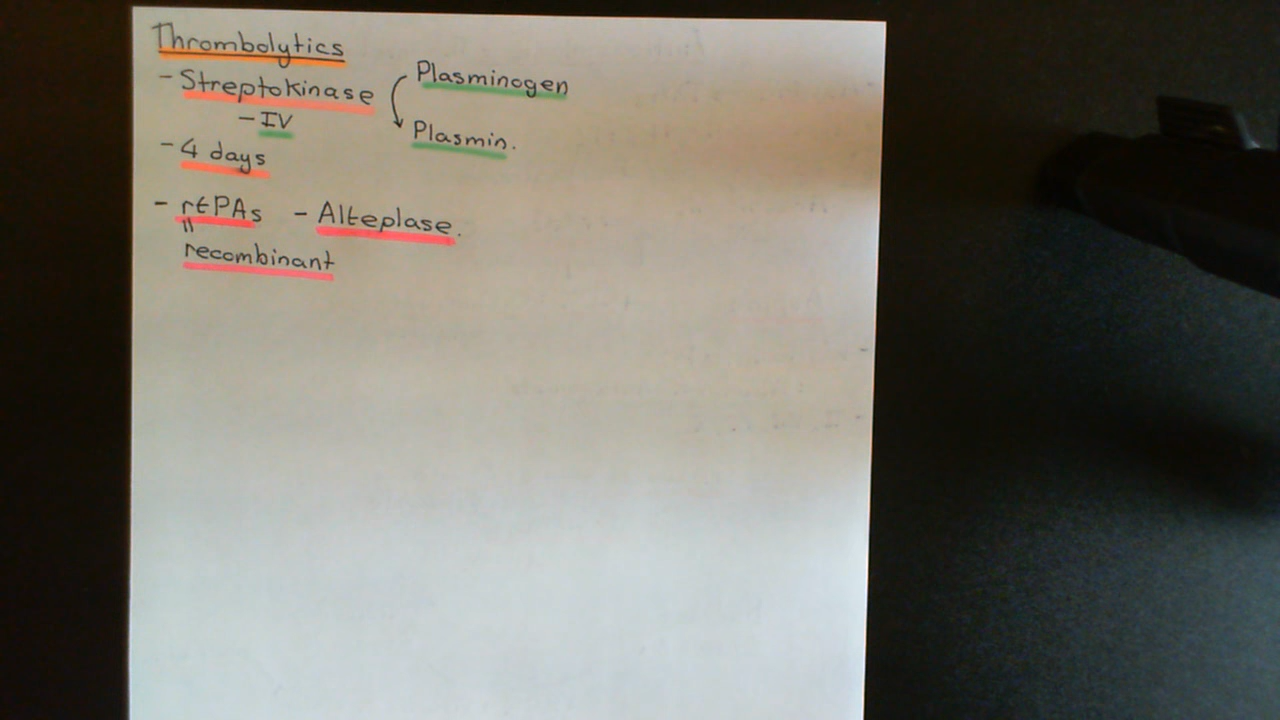 Thrombolytics
- Streptokinase
Plasminogen
Plasmin.
- IV
- 4 days
- rtPAs - Alteplase.
recombinant